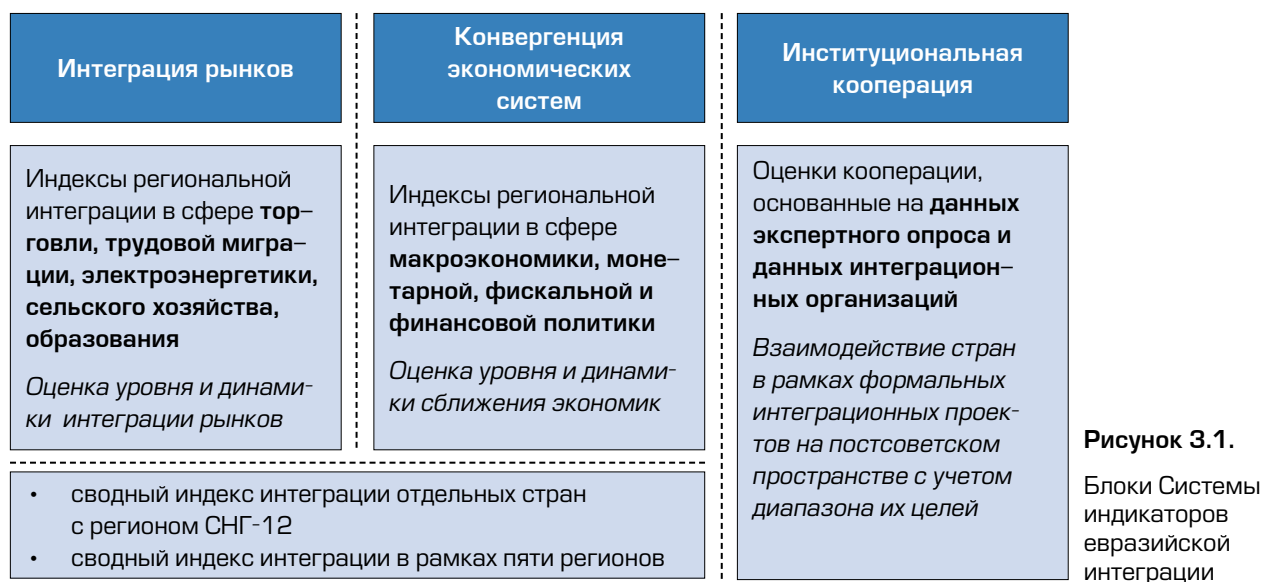 Интеграция рынков
Конвергенция
экономических
систем
Институциональная
кооперация
Индексы региональной
интеграции в сфере тор–
говли, трудовой мигра–
ции, электроэнергетики,
сельского хозяйства,
образования
Оценка уровня и динами-
ки интеграции рынков
Индексы региональной
интеграции в сфере
макроэкономики, моне–
тарной, фискальной и
финансовой политики
Оценка уровня и динами-
ки сближения экономик
Оценки кооперации,
основанные на данных
экспертного опроса и
данных интеграцион–
ных организаций
Взаимодействие стран
в рамках формальных
интеграционных проек-
тов на постсоветском
пространстве с учетом
диапазона их целей
• сводный индекс интеграции отдельных стран
с регионом СНГ-12
• сводный индекс интеграции в рамках пяти регионов
Рисунок 3.1.
Блоки Системы
индикаторов
евразийской
интеграции